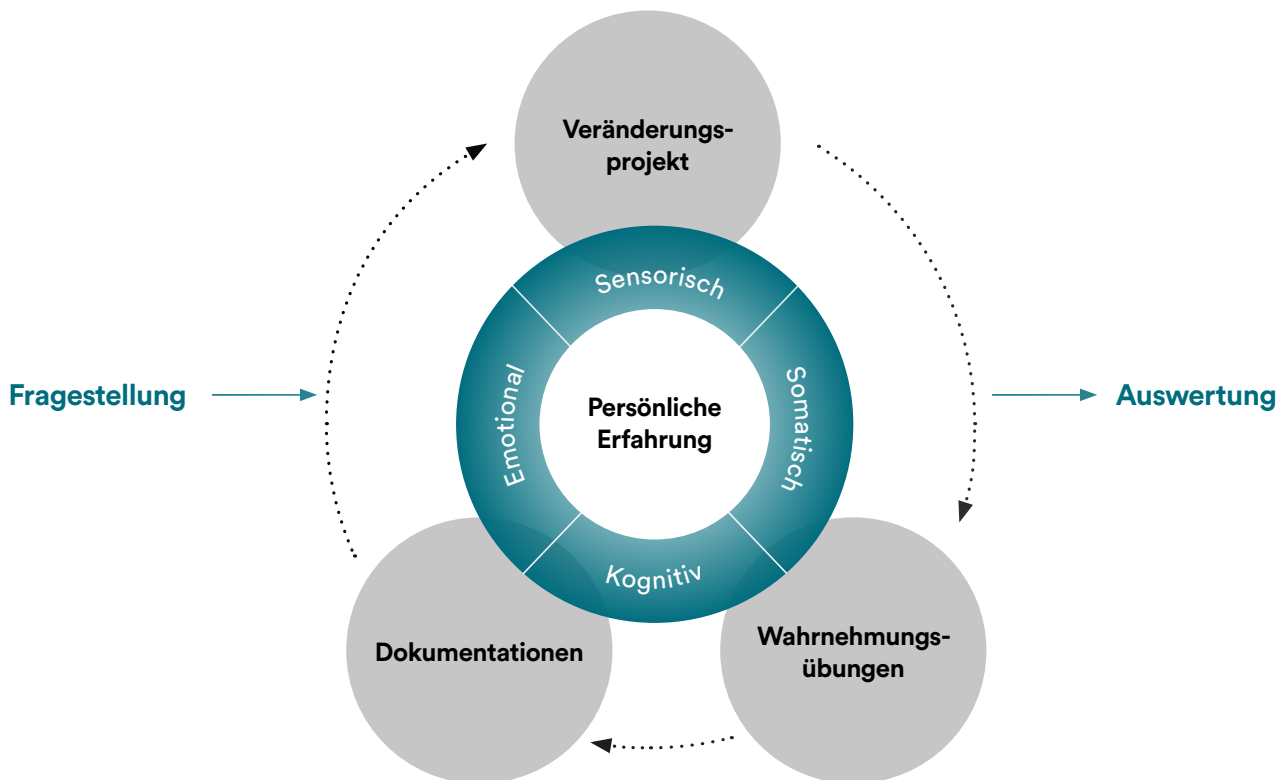 Veränderungs-
projekt
Sensorisch
Fragestellung
Emotional
Persönliche
Erfahrung
Somatisch
Auswertung
Kognitiv
Dokumentationen
Wahrnehmungs-
übungen